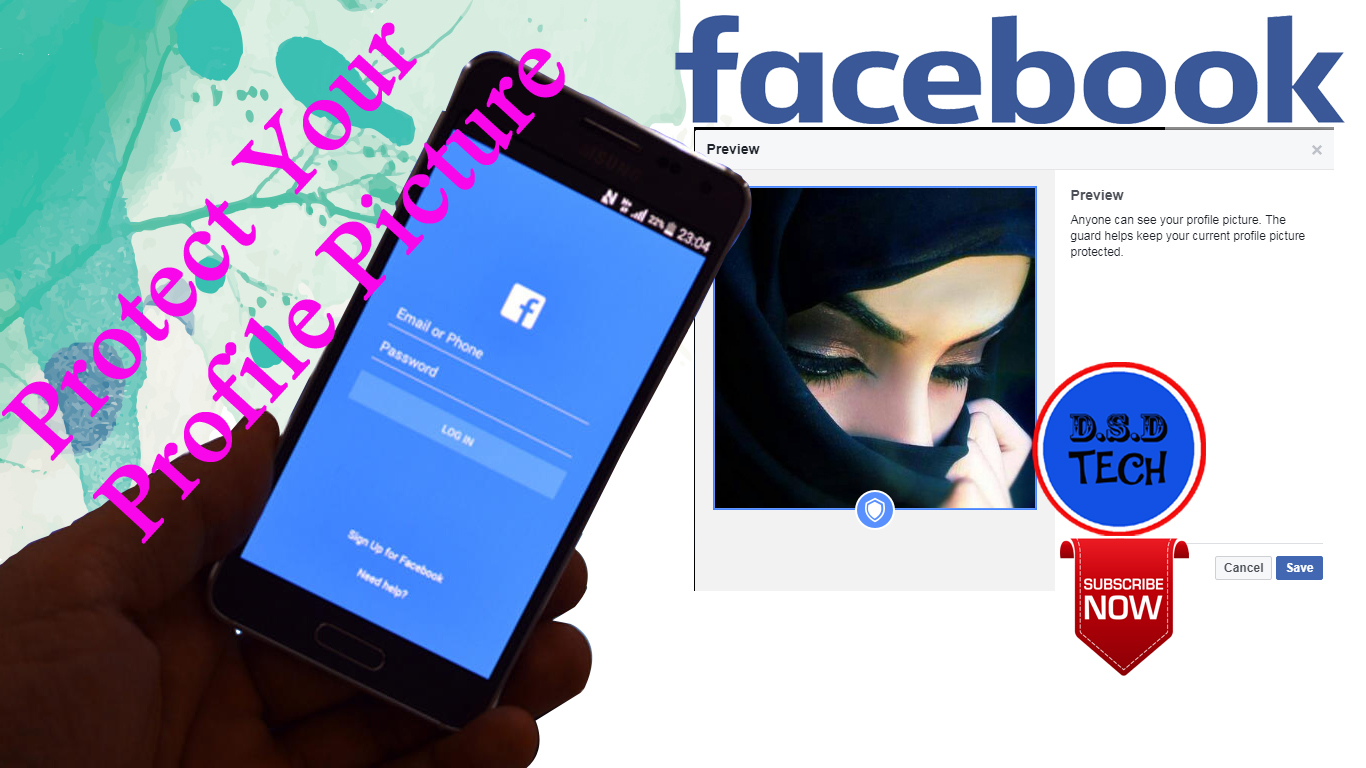 Protect Your
Profile Picture
facebook
SAMSUNG
22% 23:04
f
Email or Phone
Password
LOG IN
Sign Up for Facebook
Need help?
Preview
×
Preview
Anyone can see your profile picture. The
guard helps keep your current profile picture
protected.
D.S.D
TECH
Cancel
Save
SUBSCRIBE
NOW